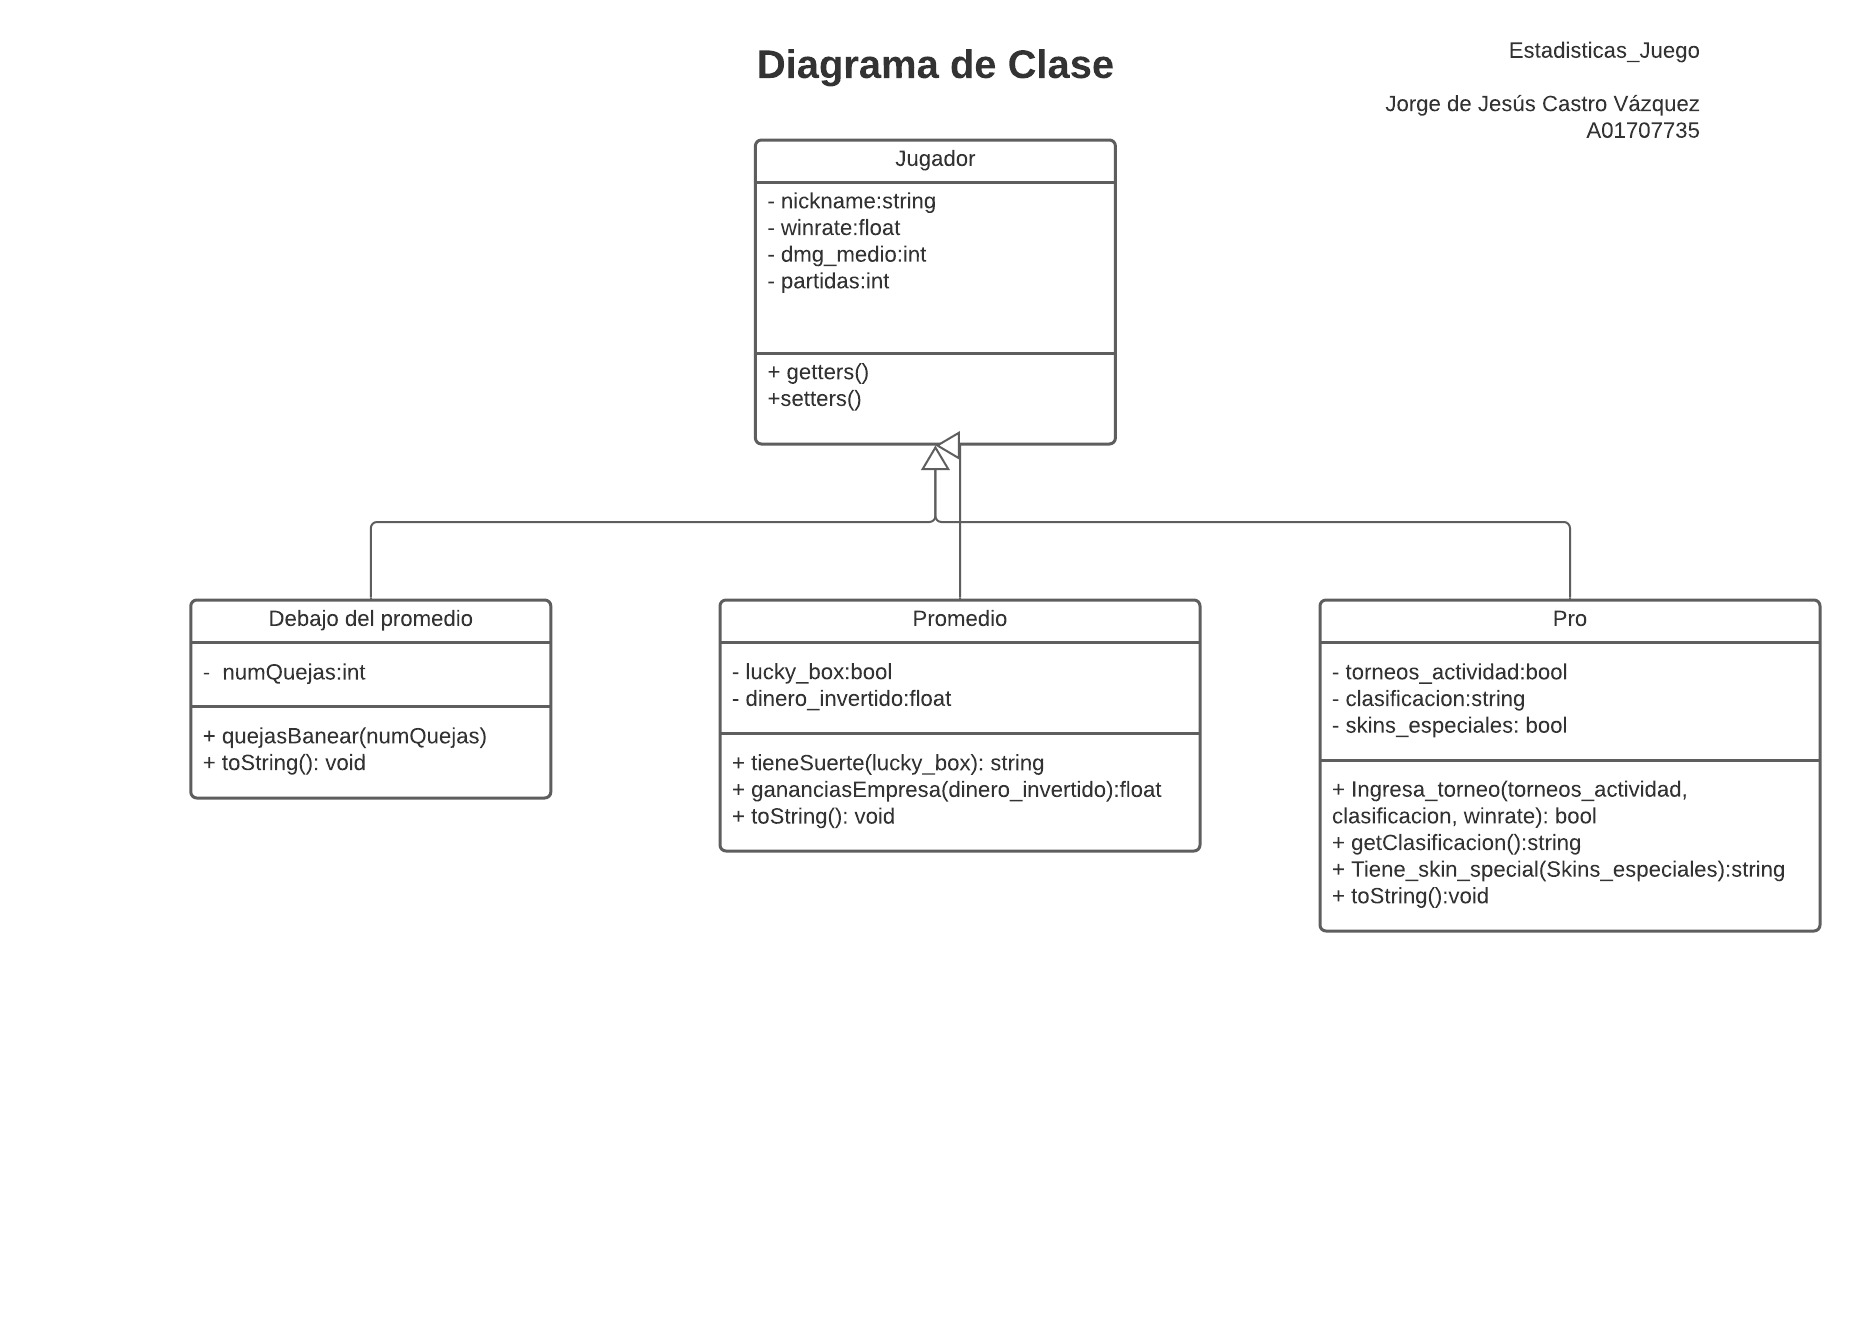 Diagrama de Clase
Estadisticas_Juego
Jorge de Jesús Castro Vázquez
A01707735
Jugador
- nickname:string
- winrate:float
- dmg_medio:int
- partidas:int
+ getters()
+setters()
Debajo del promedio
- numQuejas:int
+ quejasBanear(numQuejas)
+ toString(): void
Promedio
- lucky_box:bool
- dinero_invertido:float
+ tieneSuerte(lucky_box): string
+ gananciasEmpresa(dinero_invertido):float
+ toString(): void
Pro
- torneos_actividad:bool
- clasificacion:string
- skins_especiales: bool
+ Ingresa_torneo(torneos_actividad,
clasificacion, winrate): bool
+ getClasificacion():string
+ Tiene_skin_special(Skins_especiales):string
+ toString():void